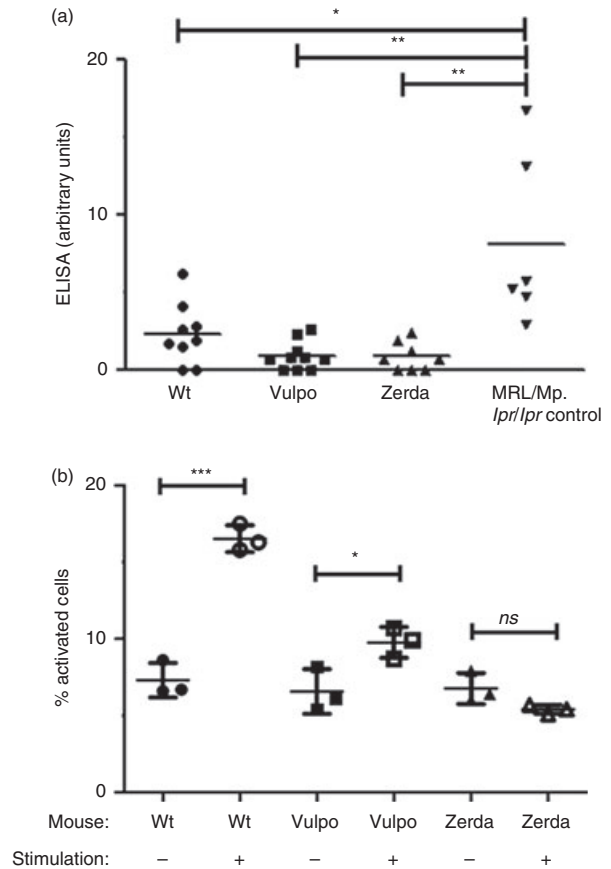 (a)
*
**
**
20
10
0
ELISA (arbitrary units)
Wt Vulpo Zerda MRL/Mp.
lpr/lpr control
(b)
***
*
ns
20
10
0
% activated cells
Mouse: Wt Wt Vulpo Vulpo Zerda Zerda
Stimulation: – + – + – +